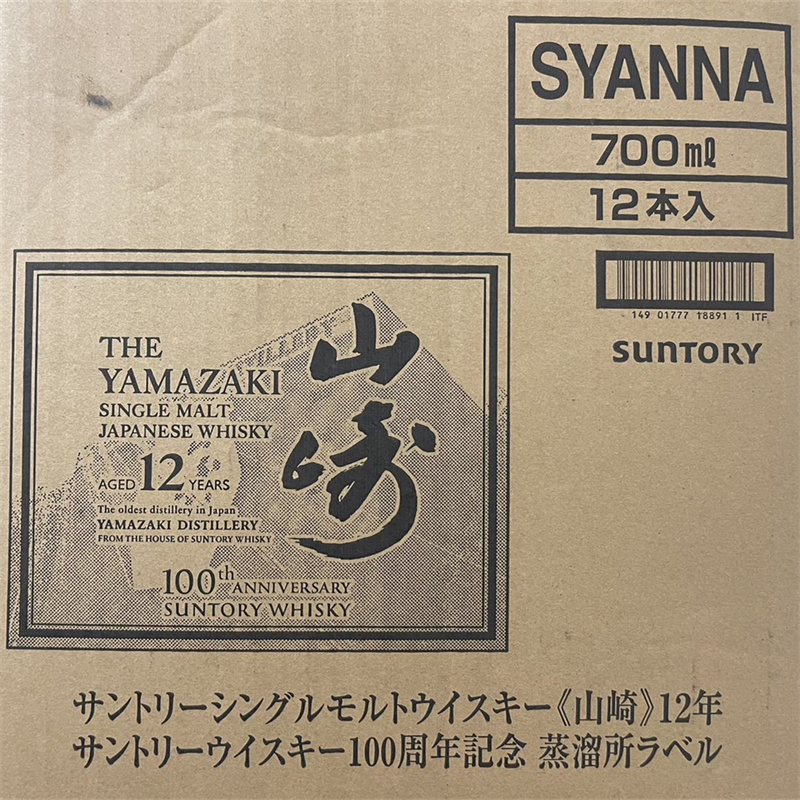 SYANNA
700ml
12本入
149 01777 18891 1 ITF
SUNTORY
THE
YAMAZAKI
SINGLE MALT
JAPANESE WHISKY
AGED 12 YEARS
The oldest distillery in Japan
YAMAZAKI DISTILLERY
FROM THE HOUSE OF SUNTORY WHISKY
山崎
100th ANNIVERSARY
SUNTORY WHISKY
サントリーシングルモルトウイスキー《山崎》12年
サントリーウイスキー100周年記念 蒸溜所ラベル